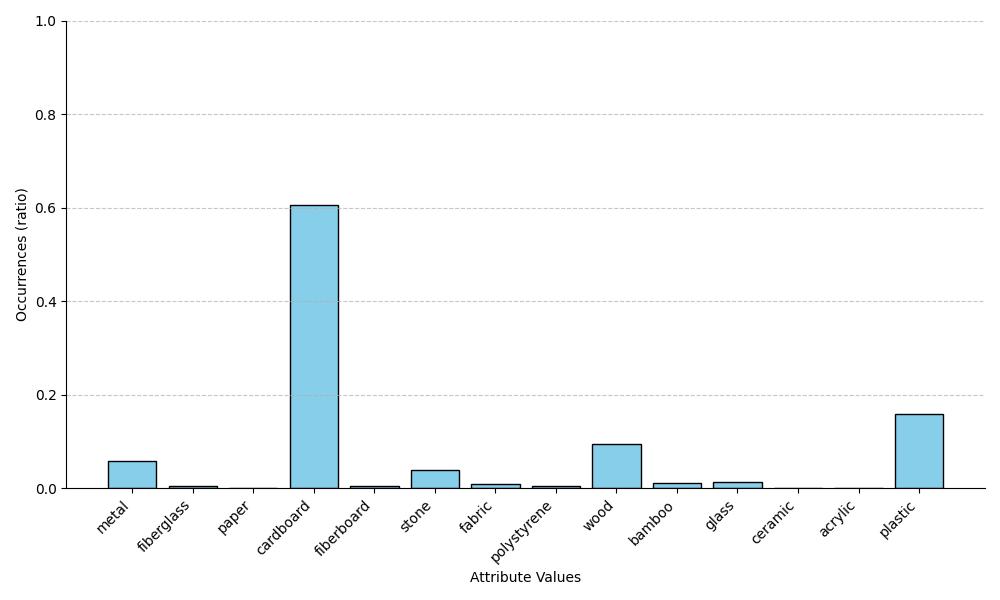 1.0
0.8
0.6
0.4
0.2
0.0
Occurrences (ratio)
metal
fiberglass
paper
cardboard
fiberboard
stone
fabric
polystyrene
wood
bamboo
glass
ceramic
acrylic
plastic
Attribute Values